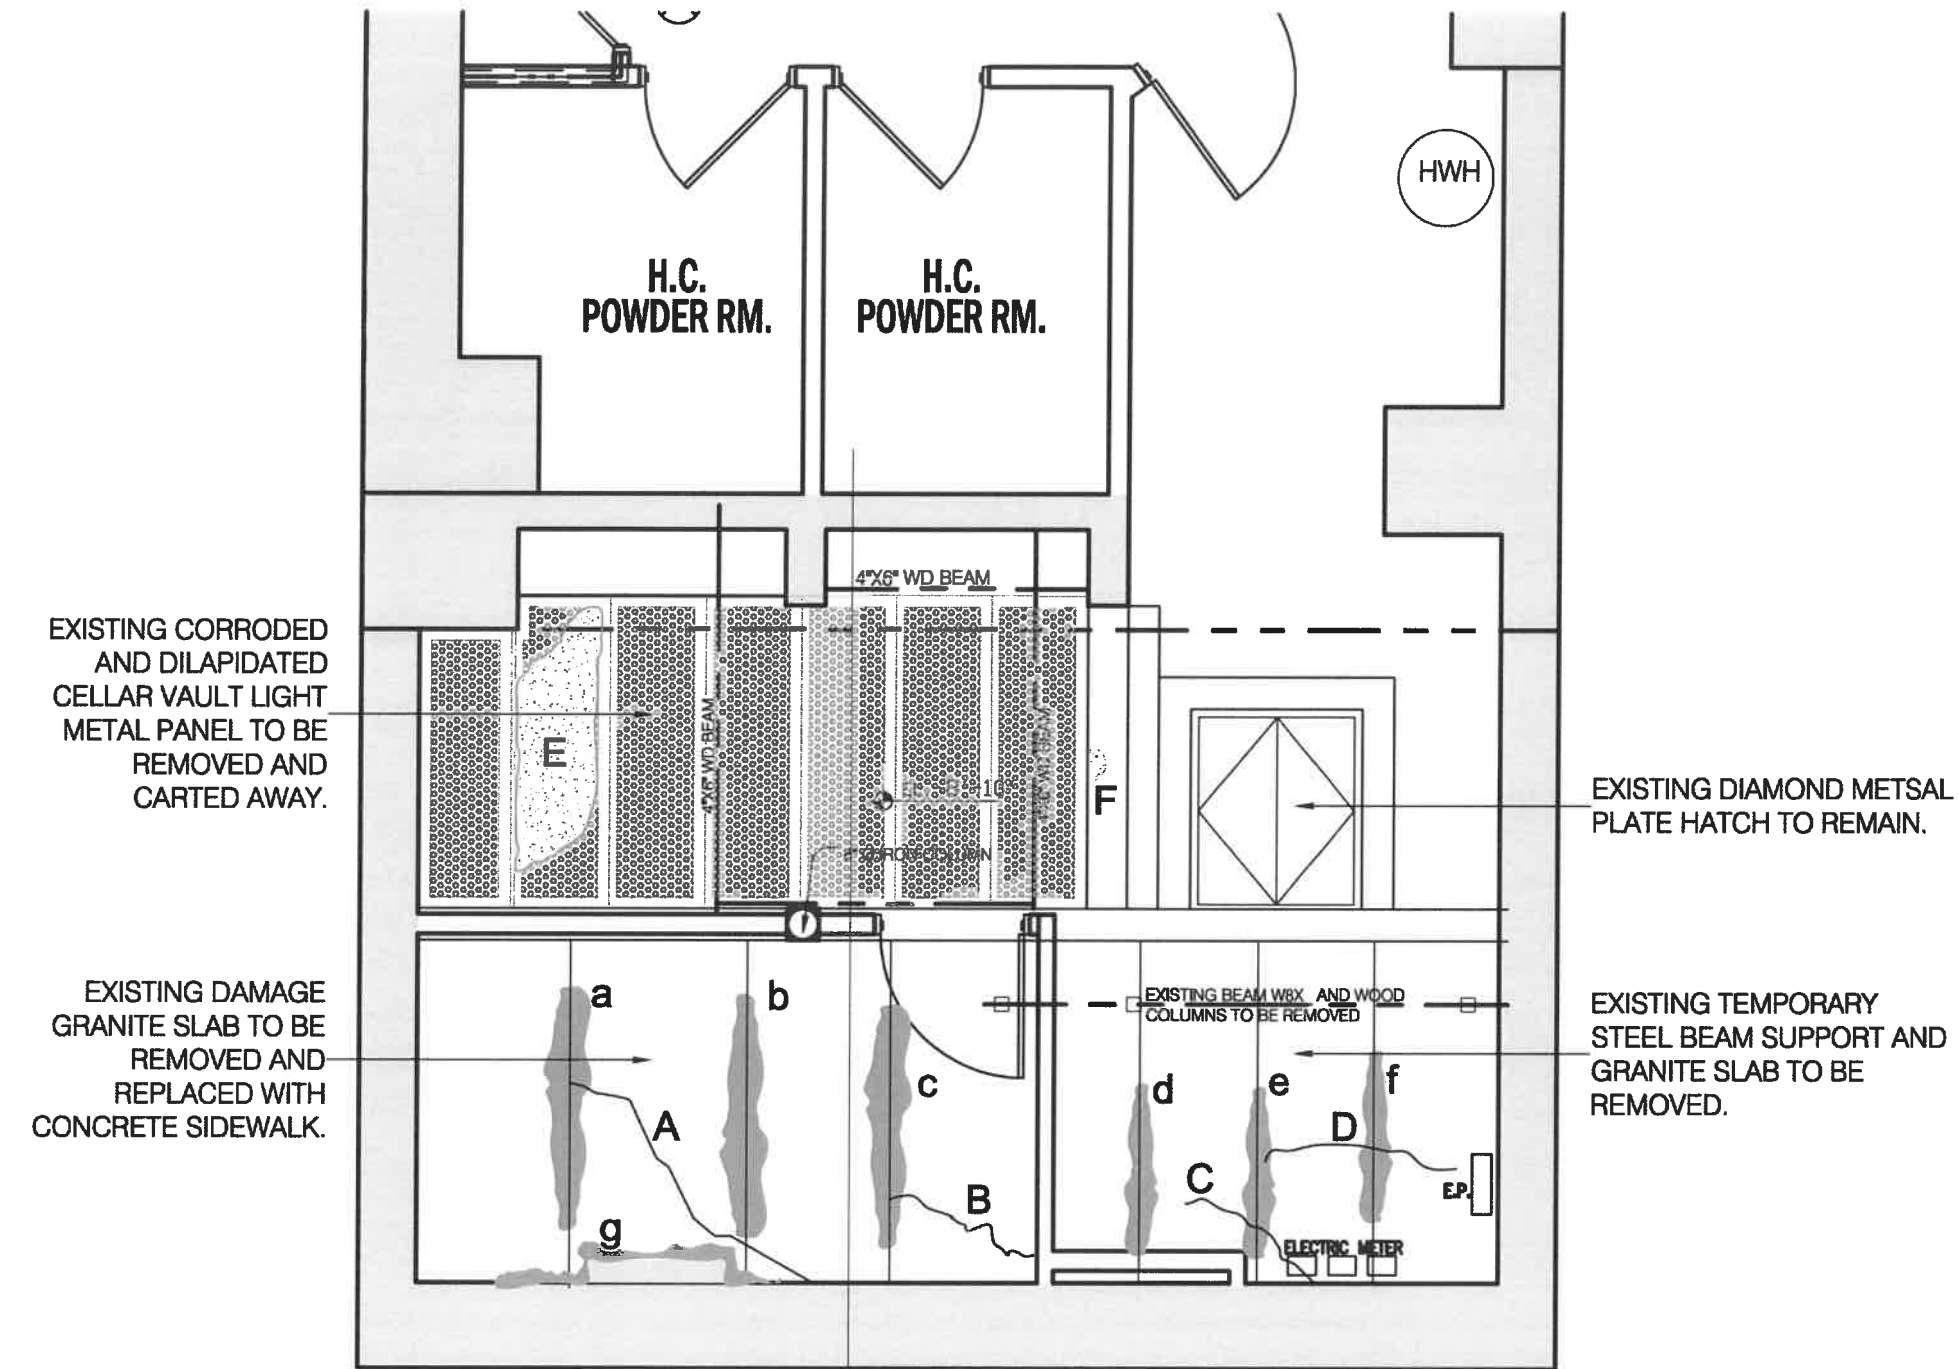 HWH
H.C.
POWDER RM.
H.C.
POWDER RM.
4"X6" WD BEAM
EXISTING CORRODED
AND DILAPIDATED
CELLAR VAULT LIGHT
METAL PANEL TO BE
REMOVED AND
CARTED AWAY.
4"X6" WD BEAM
WD BEAM
E
F
COLUMN
EXISTING DIAMOND METSAL
PLATE HATCH TO REMAIN.
EXISTING DAMAGE
GRANITE SLAB TO BE
REMOVED AND
REPLACED WITH
CONCRETE SIDEWALK.
a
b
c
d
e
f
g
A
B
C
D
EXISTING BEAM W8X AND WOOD
COLUMNS TO BE REMOVED
E.P.
ELECTRIC METER
EXISTING TEMPORARY
STEEL BEAM SUPPORT AND
GRANITE SLAB TO BE
REMOVED.